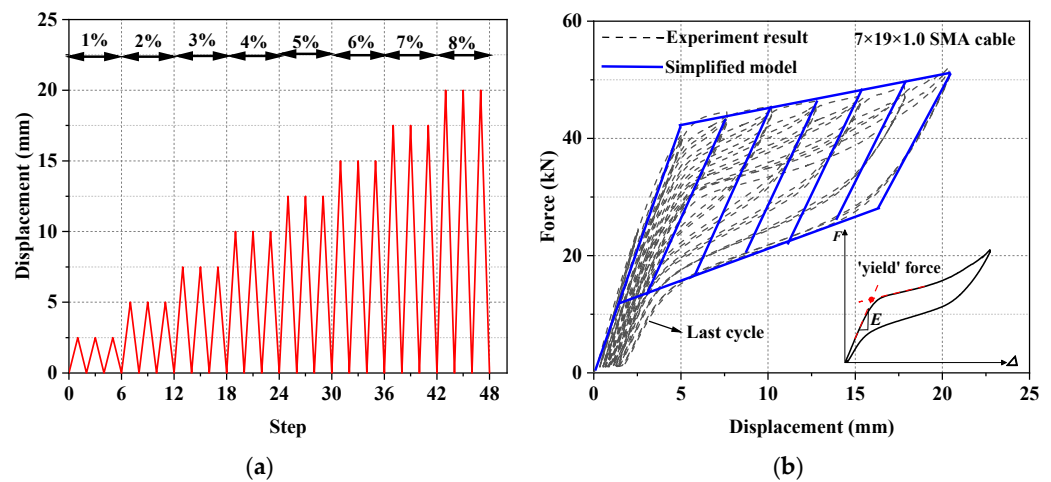 1% 2% 3% 4% 5% 6% 7% 8%
25
20
15
10
5
0
Displacement (mm)
0 6 12 18 24 30 36 42 48
Step
(a)
60
40
20
0
Force (kN)
Experiment result
Simplified model
7×19×1.0 SMA cable
Last cycle
F
'yield' force
E
Δ
0 5 10 15 20 25
Displacement (mm)
(b)